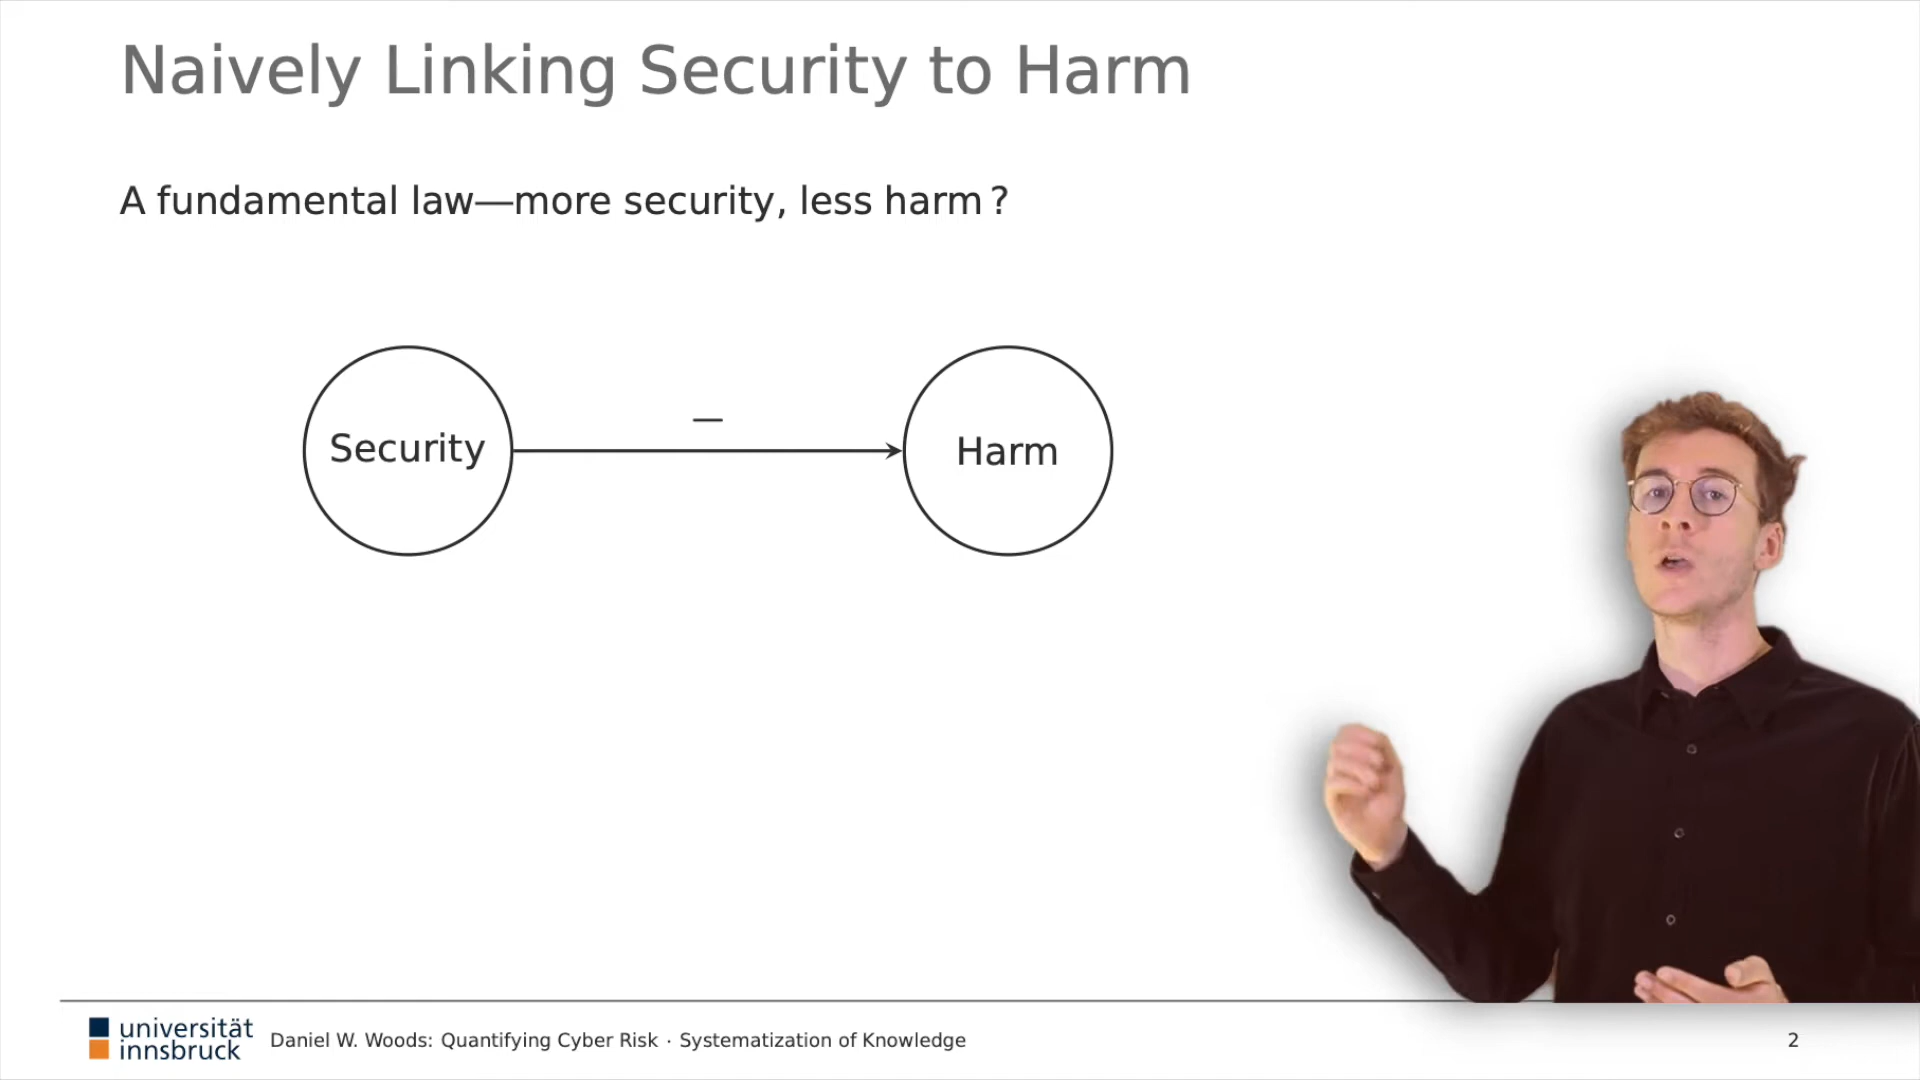 Naively Linking Security to Harm
A fundamental law—more security, less harm?
—
Security
Harm
universität
innsbruck
Daniel W. Woods: Quantifying Cyber Risk · Systematization of Knowledge
2